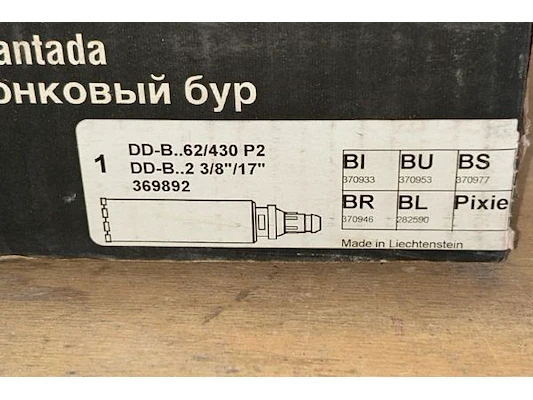 antada
онковый бур
1
DD-B..62/430 P2
DD-B..2 3/8"/17"
369892
BI BU BS
370933 370953 370977
BR BL Pixie
370946 282590
Made in Liechtenstein